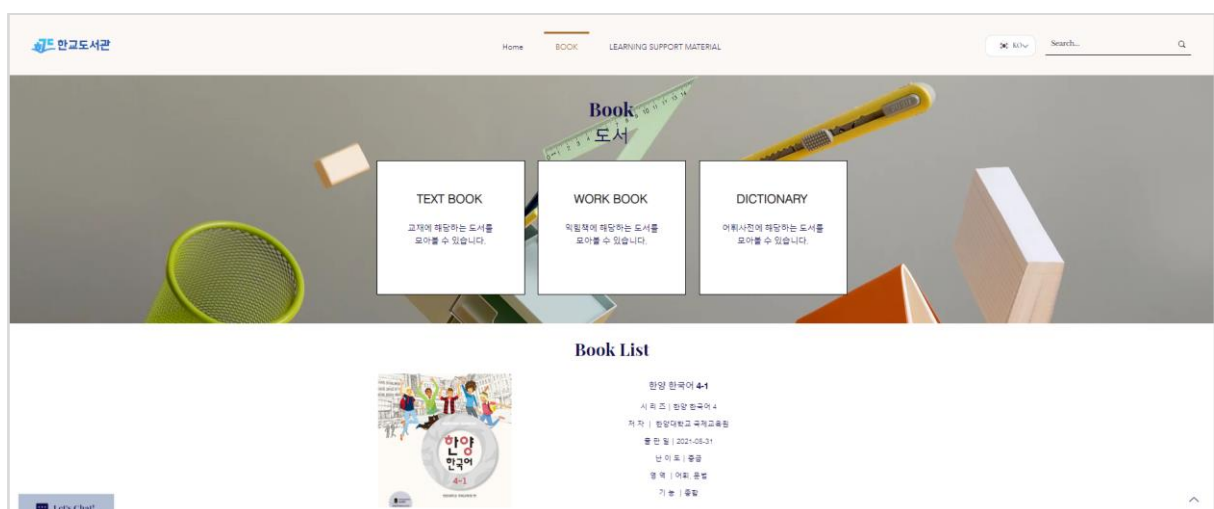 한교도서관
Home BOOK LEARNING SUPPORT MATERIAL
KO
Search...
Book
도서
TEXT BOOK
교재에 해당하는 도서를
모아볼 수 있습니다.
WORK BOOK
익힘책에 해당하는 도서를
모아볼 수 있습니다.
DICTIONARY
어휘사전에 해당하는 도서를
모아볼 수 있습니다.
Book List
한양
한국어
4-1
한양 한국어 4-1
시 리 즈 | 한양 한국어 4
저 자 | 한양대학교 국제교육원
출 판 일 | 2021-05-31
난 이 도 | 중급
영 역 | 어휘, 문법
기 능 | 종합
Let's Chat!